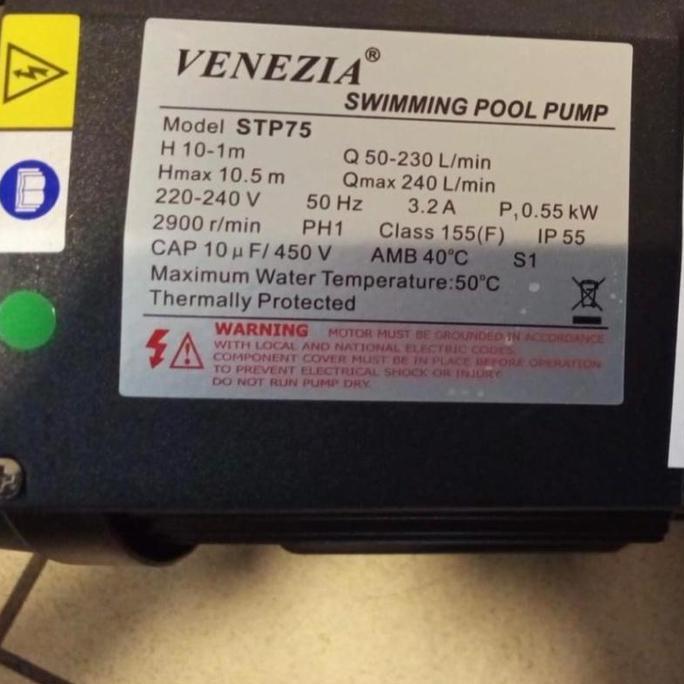 VENEZIA®
SWIMMING POOL PUMP
Model STP75
H 10-1m Q 50-230 L/min
Hmax 10.5 m Qmax 240 L/min
220-240 V 50 Hz 3.2 A P,0.55 kW
2900 r/min PH1 Class 155(F) IP 55
CAP 10 µF/ 450 V AMB 40°C S1
Maximum Water Temperature:50°C
Thermally Protected
WARNING MOTOR MUST BE GROUNDED IN ACCORDANCE
WITH LOCAL AND NATIONAL ELECTRIC CODES.
COMPONENT COVER MUST BE IN PLACE BEFORE OPERATION
TO PREVENT ELECTRICAL SHOCK OR INJURY.
DO NOT RUN PUMP DRY.